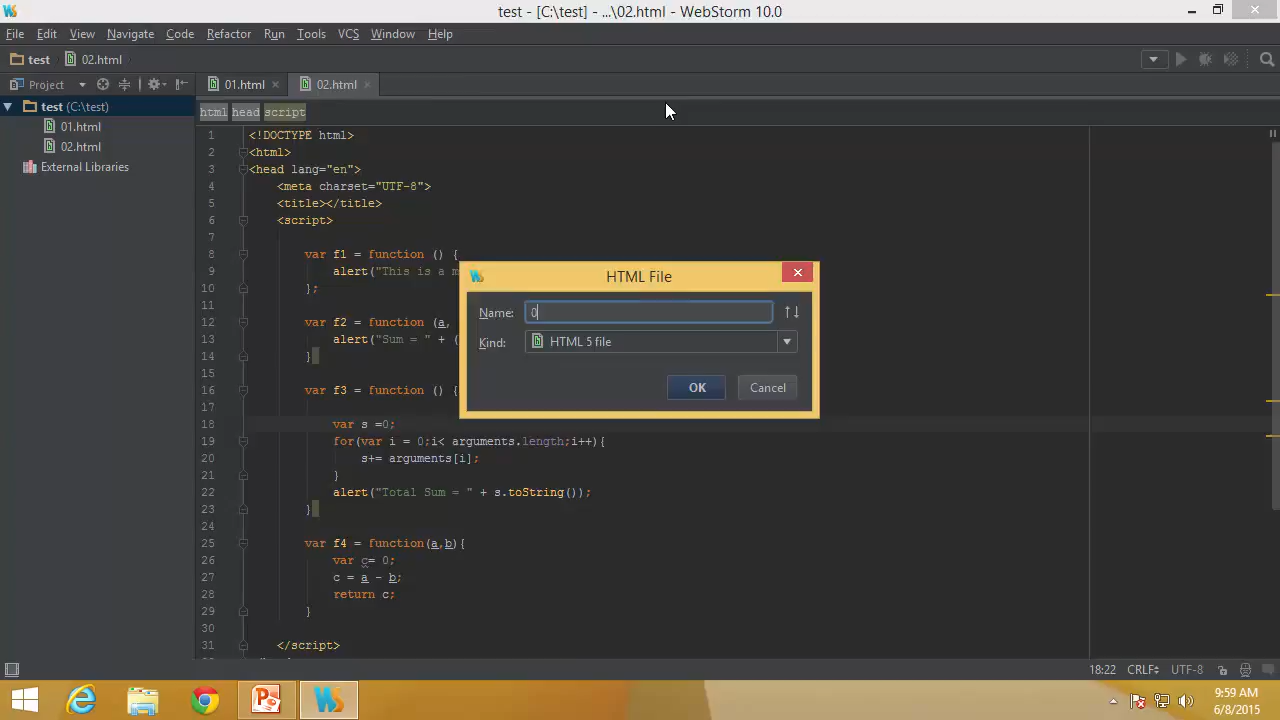 test - [C:\test] - ...\02.html - WebStorm 10.0
File Edit View Navigate Code Refactor Run Tools VCS Window Help
test 02.html
Project 01.html 02.html
test (C:\test)
01.html
02.html
External Libraries
html head script
1 <!DOCTYPE html>
2 <html>
3 <head lang="en">
4 <meta charset="UTF-8">
5 <title></title>
6 <script>
7
8 var f1 = function () {
9 alert("This is a m
10 };
11
12 var f2 = function (a,
13 alert("Sum = " + (
14 }
15
16 var f3 = function () {
17
18 var s =0;
19 for(var i = 0;i< arguments.length;i++){
20 s+= arguments[i];
21 }
22 alert("Total Sum = " + s.toString());
23 }
24
25 var f4 = function(a,b){
26 var c= 0;
27 c = a - b;
28 return c;
29 }
30
31 </script>
HTML File
Name: 0
Kind: HTML 5 file
OK Cancel
18:22 CRLF UTF-8
9:59 AM
6/8/2015